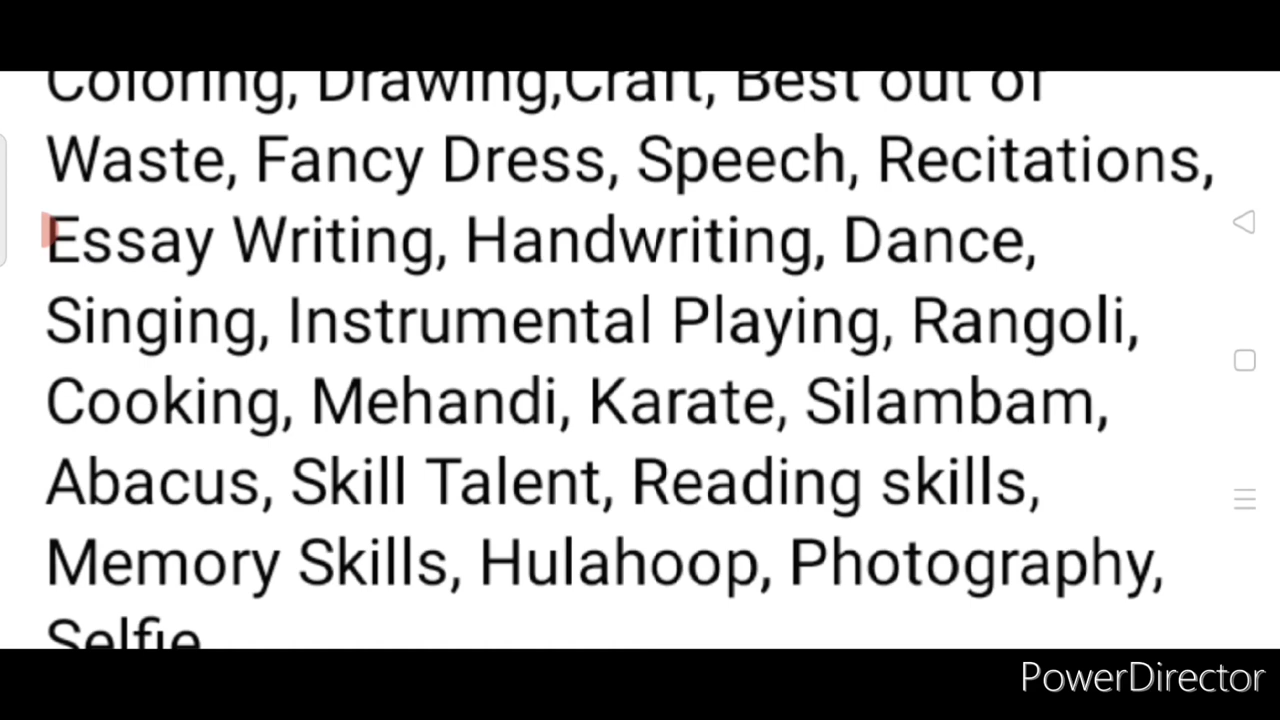 Coloring, Drawing,Craft, Best out of
Waste, Fancy Dress, Speech, Recitations,
Essay Writing, Handwriting, Dance,
Singing, Instrumental Playing, Rangoli,
Cooking, Mehandi, Karate, Silambam,
Abacus, Skill Talent, Reading skills,
Memory Skills, Hulahoop, Photography,
Selfie
PowerDirector